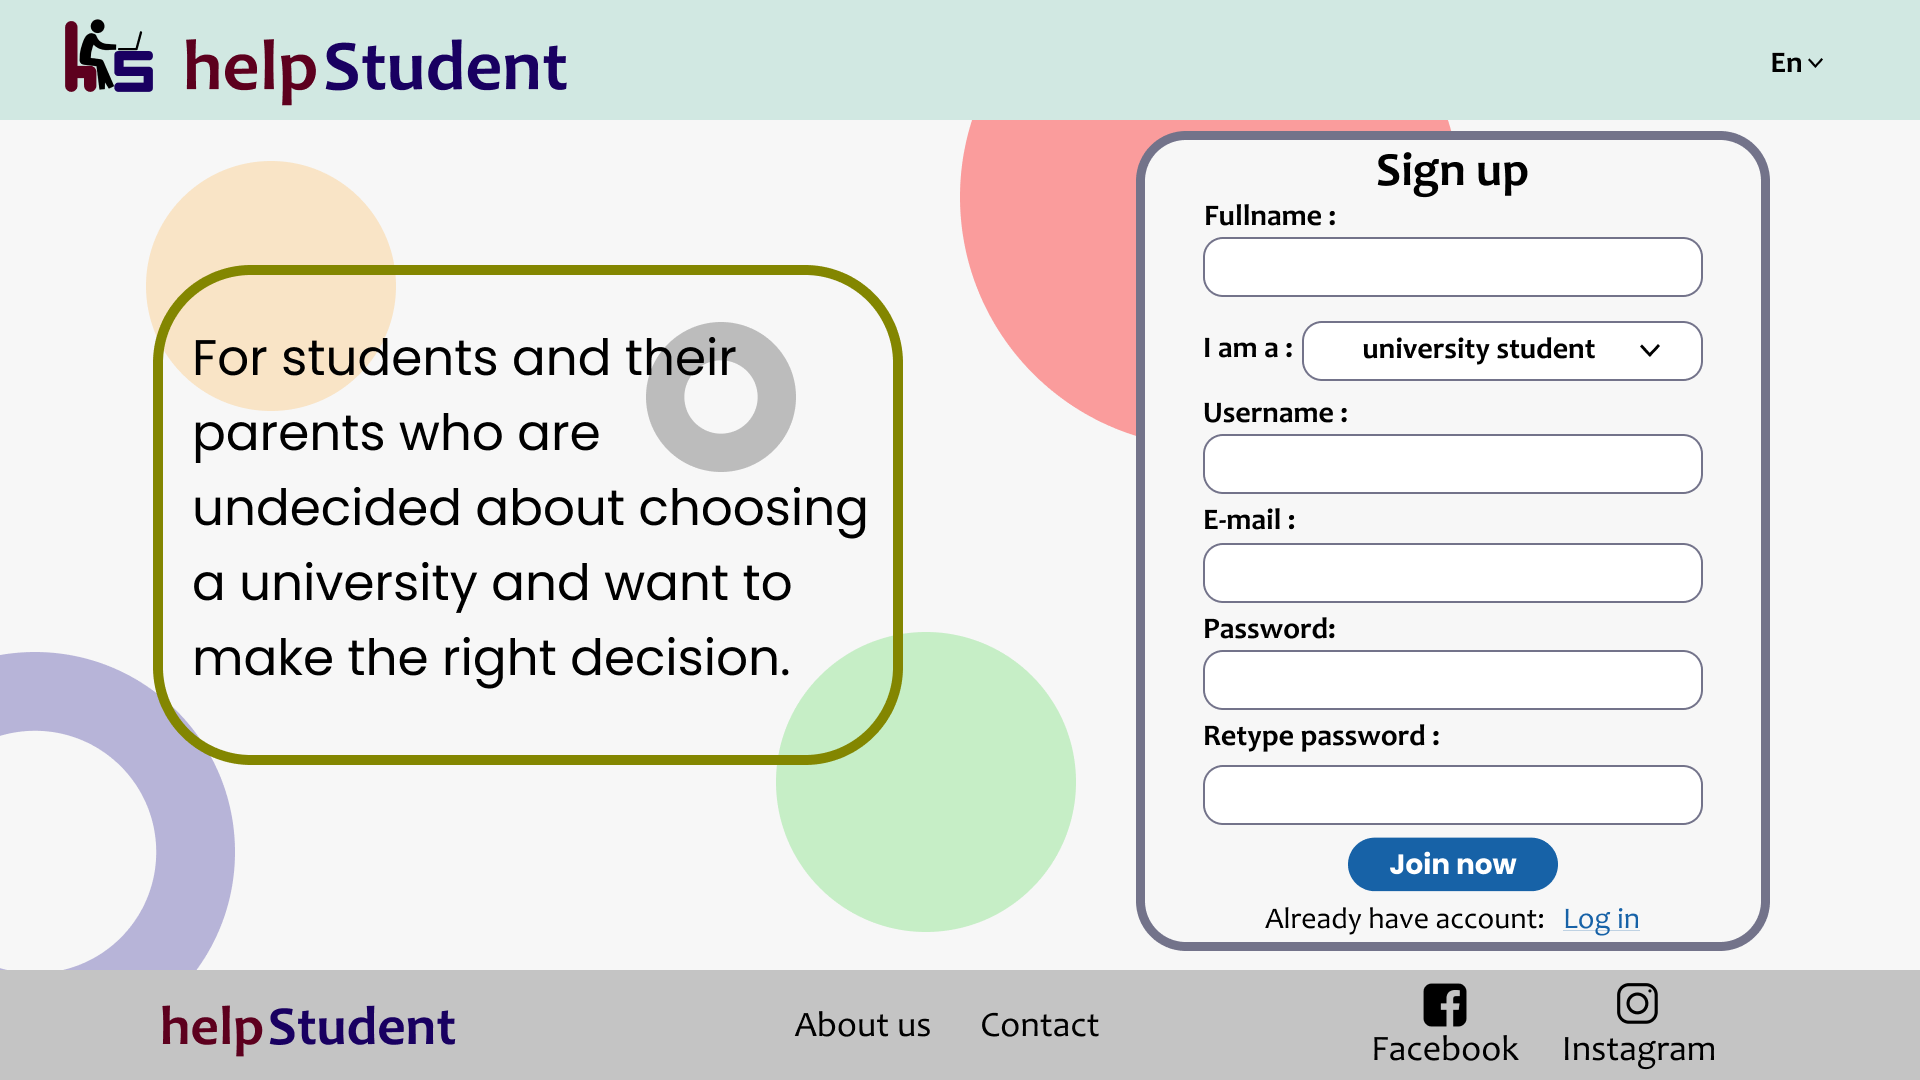 hs helpStudent
En
For students and their
parents who are
undecided about choosing
a university and want to
make the right decision.
Sign up
Fullname :
I am a : university student
Username :
E-mail :
Password:
Retype password :
Join now
Already have account: Log in
helpStudent
About us
Contact
Facebook
Instagram